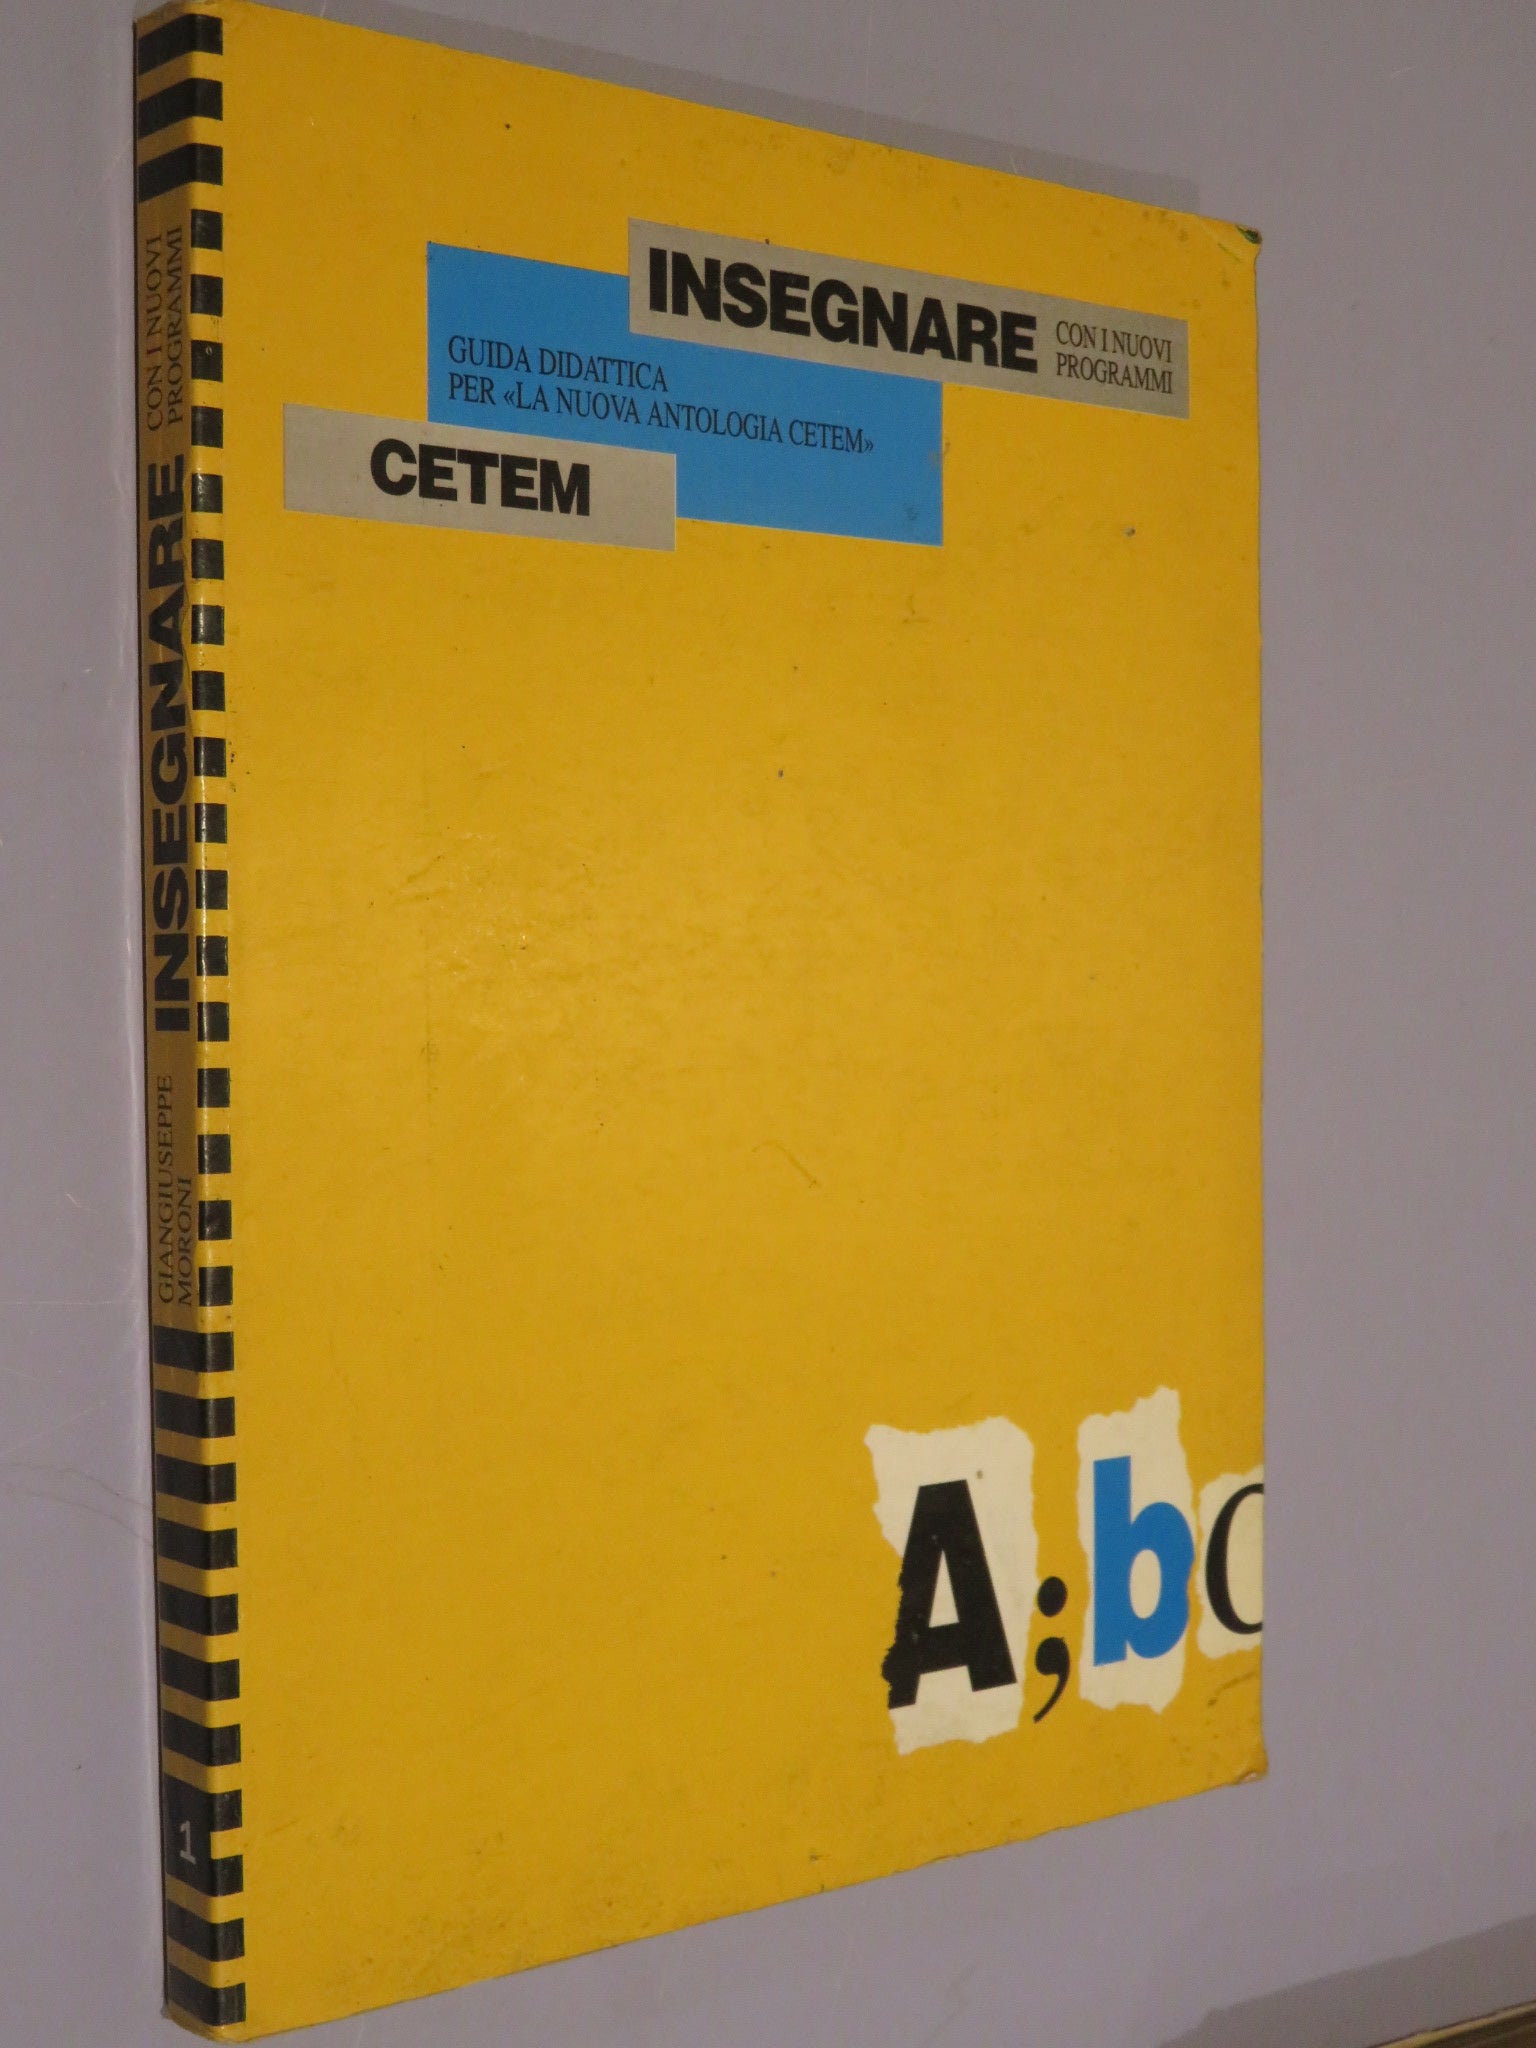 INSEGNARE
CON I NUOVI
PROGRAMMI
GUIDA DIDATTICA
PER «LA NUOVA ANTOLOGIA CETEM»
CETEM
A;bc
GIANGIUSEPPE
MORONI
INSEGNARE
CON I NUOVI
PROGRAMMI
1